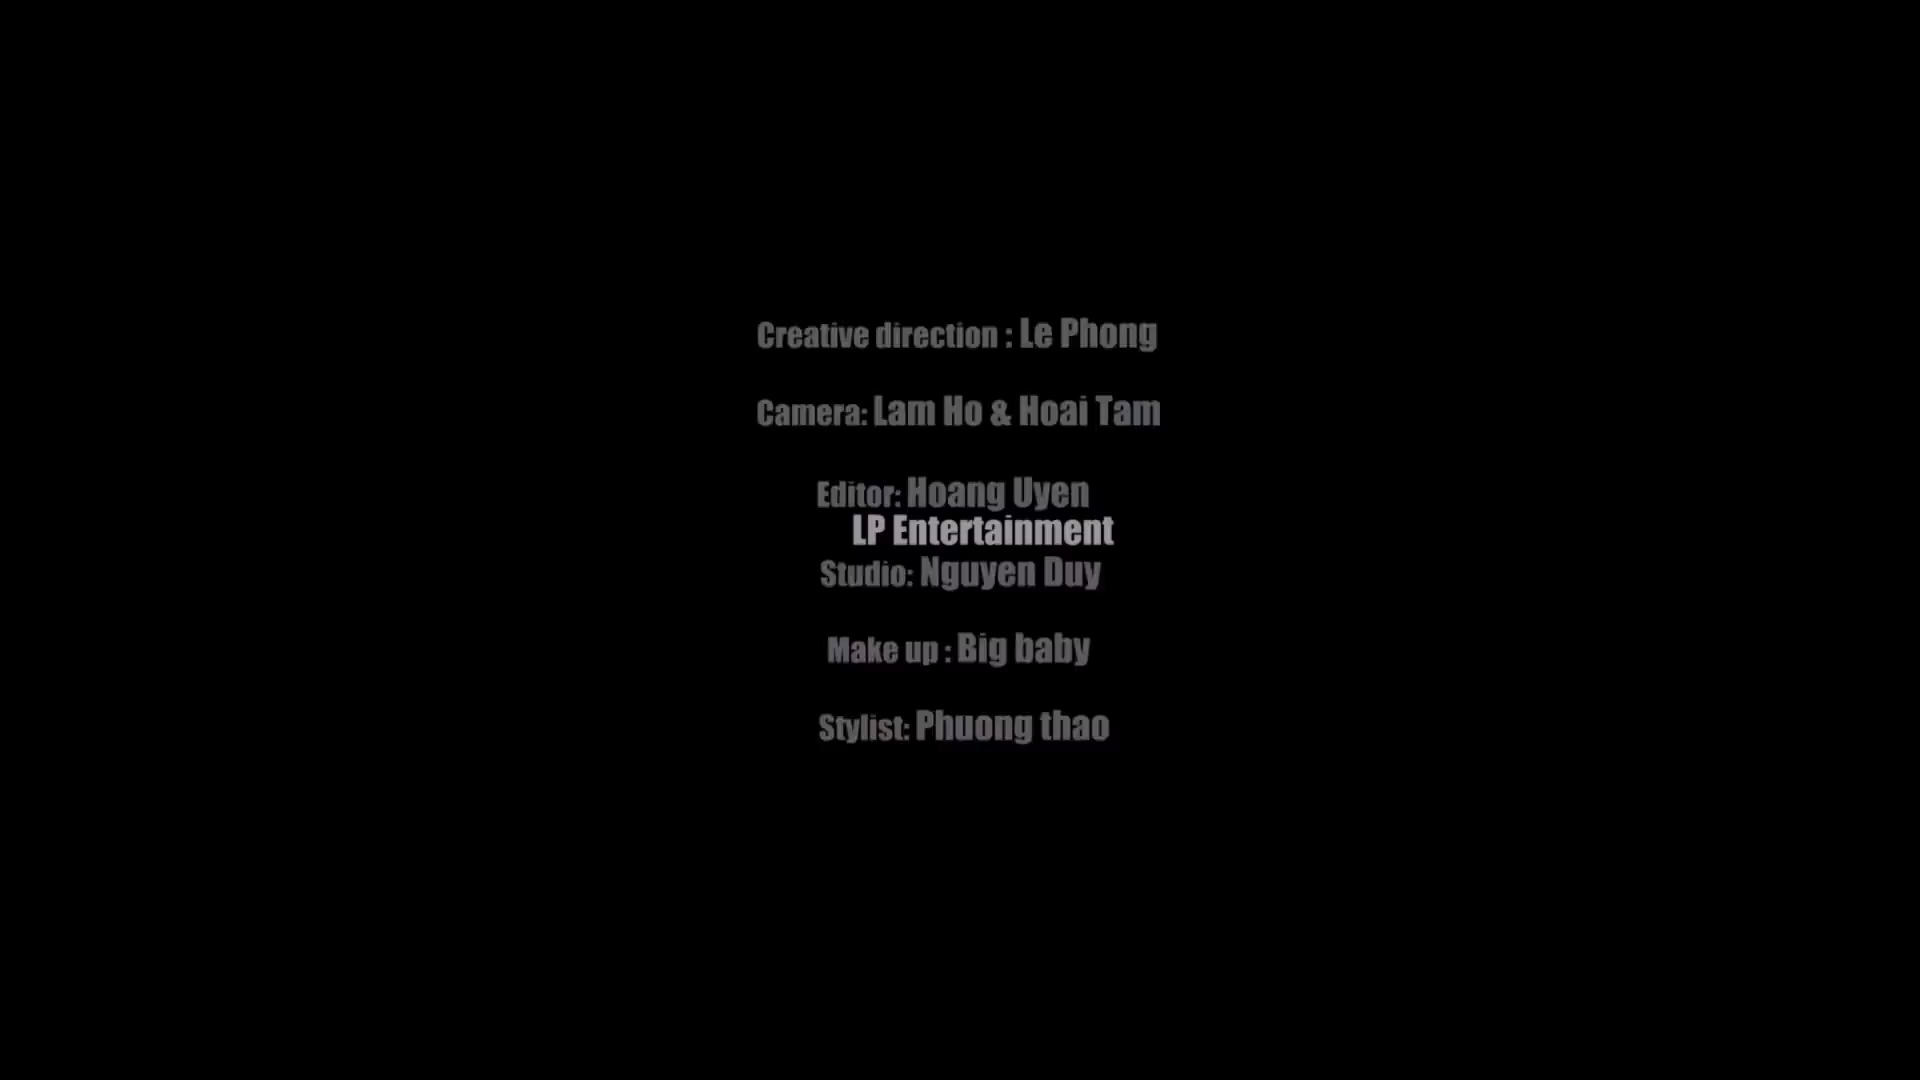 Creative direction : Le Phong
Camera: Lam Ho & Hoai Tam
Editor: Hoang Uyen
LP Entertainment
Studio: Nguyen Duy
Make up : Big baby
Stylist: Phuong thao